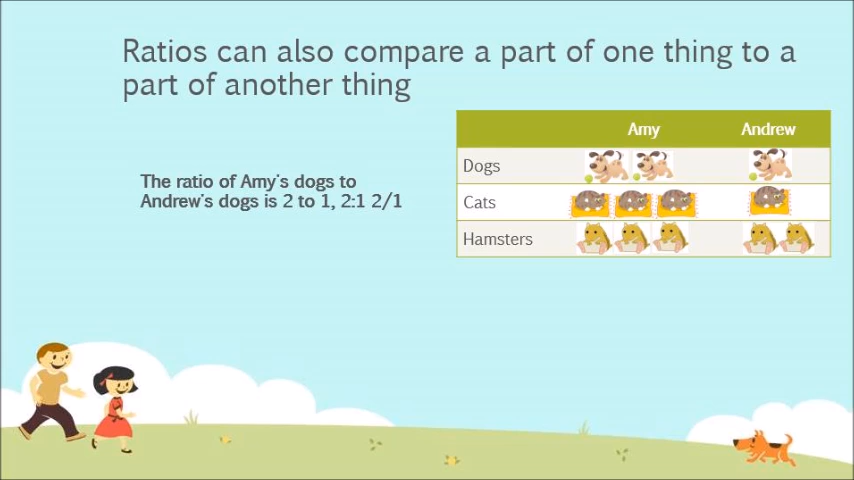 Ratios can also compare a part of one thing to a
part of another thing
Amy Andrew
The ratio of Amy's dogs to
Andrew's dogs is 2 to 1, 2:1 2/1
Dogs
Cats
Hamsters